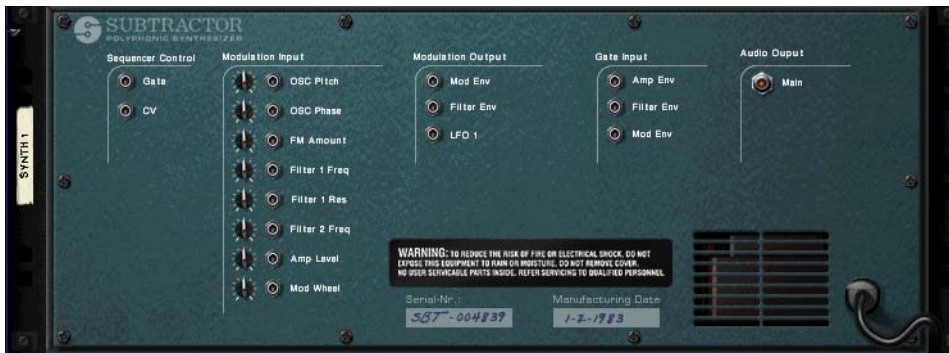 SUBTRACTOR
POLYPHONIC SYNTHESIZER
Sequencer Control
Gate
CV
Modulation Input
OSC Pitch
OSC Phase
FM Amount
Filter 1 Freq
Filter 1 Res
Filter 2 Freq
Amp Level
Mod Wheel
Modulation Output
Mod Env
Filter Env
LFO 1
Gate Input
Amp Env
Filter Env
Mod Env
Audio Ouput
Main
SYNTH 1
WARNING: TO REDUCE THE RISK OF FIRE OR ELECTRICAL SHOCK, DO NOT
EXPOSE THIS EQUIPMENT TO RAIN OR MOISTURE. DO NOT REMOVE COVER.
NO USER SERVICABLE PARTS INSIDE. REFER SERVICING TO QUALIFIED PERSONNEL.
Serial-Nr.:
SBT-004839
Manufacturing Date
1-2-1983